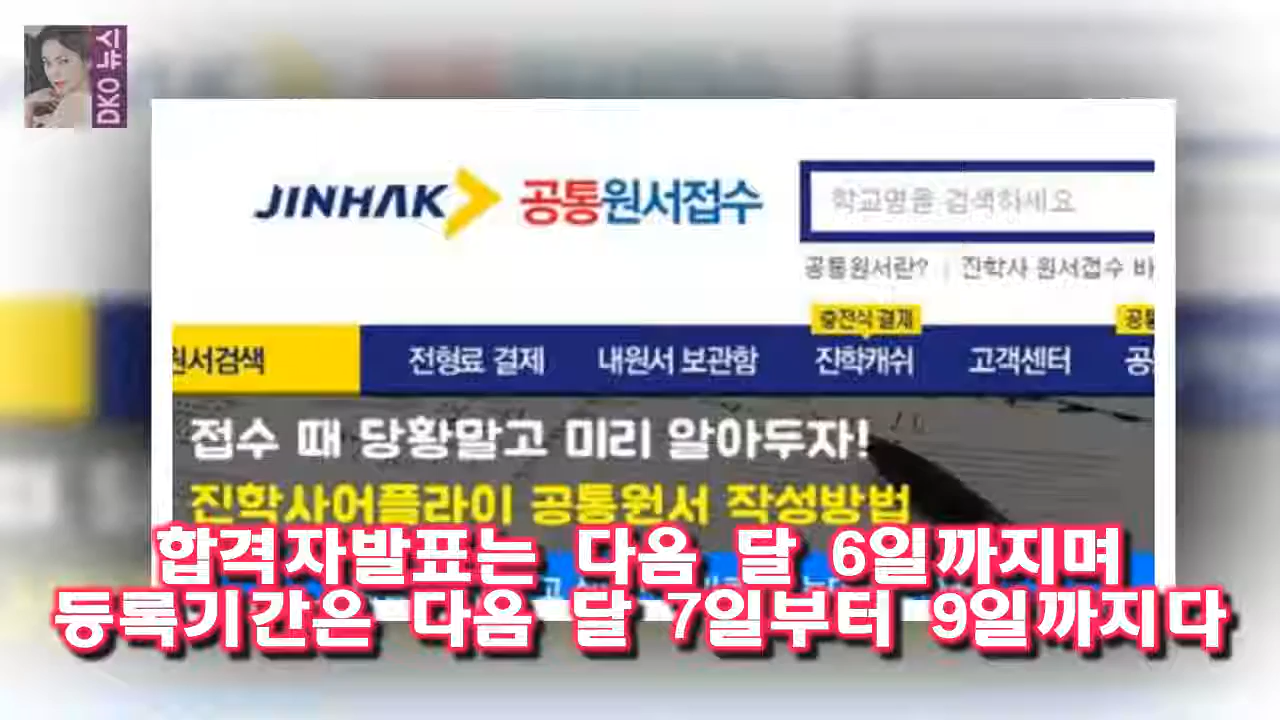 DKO 뉴스
JINHAK 공통원서접수
학교명을 검색하세요
공통원서란? | 진학사 원서접수 바
충전식 결제
공통
원서검색 전형료 결제 내원서 보관함 진학캐쉬 고객센터 공
접수 때 당황말고 미리 알아두자!
진학사어플라이 공통원서 작성방법
합격자발표는 다음 달 6일까지며
등록기간은 다음 달 7일부터 9일까지다